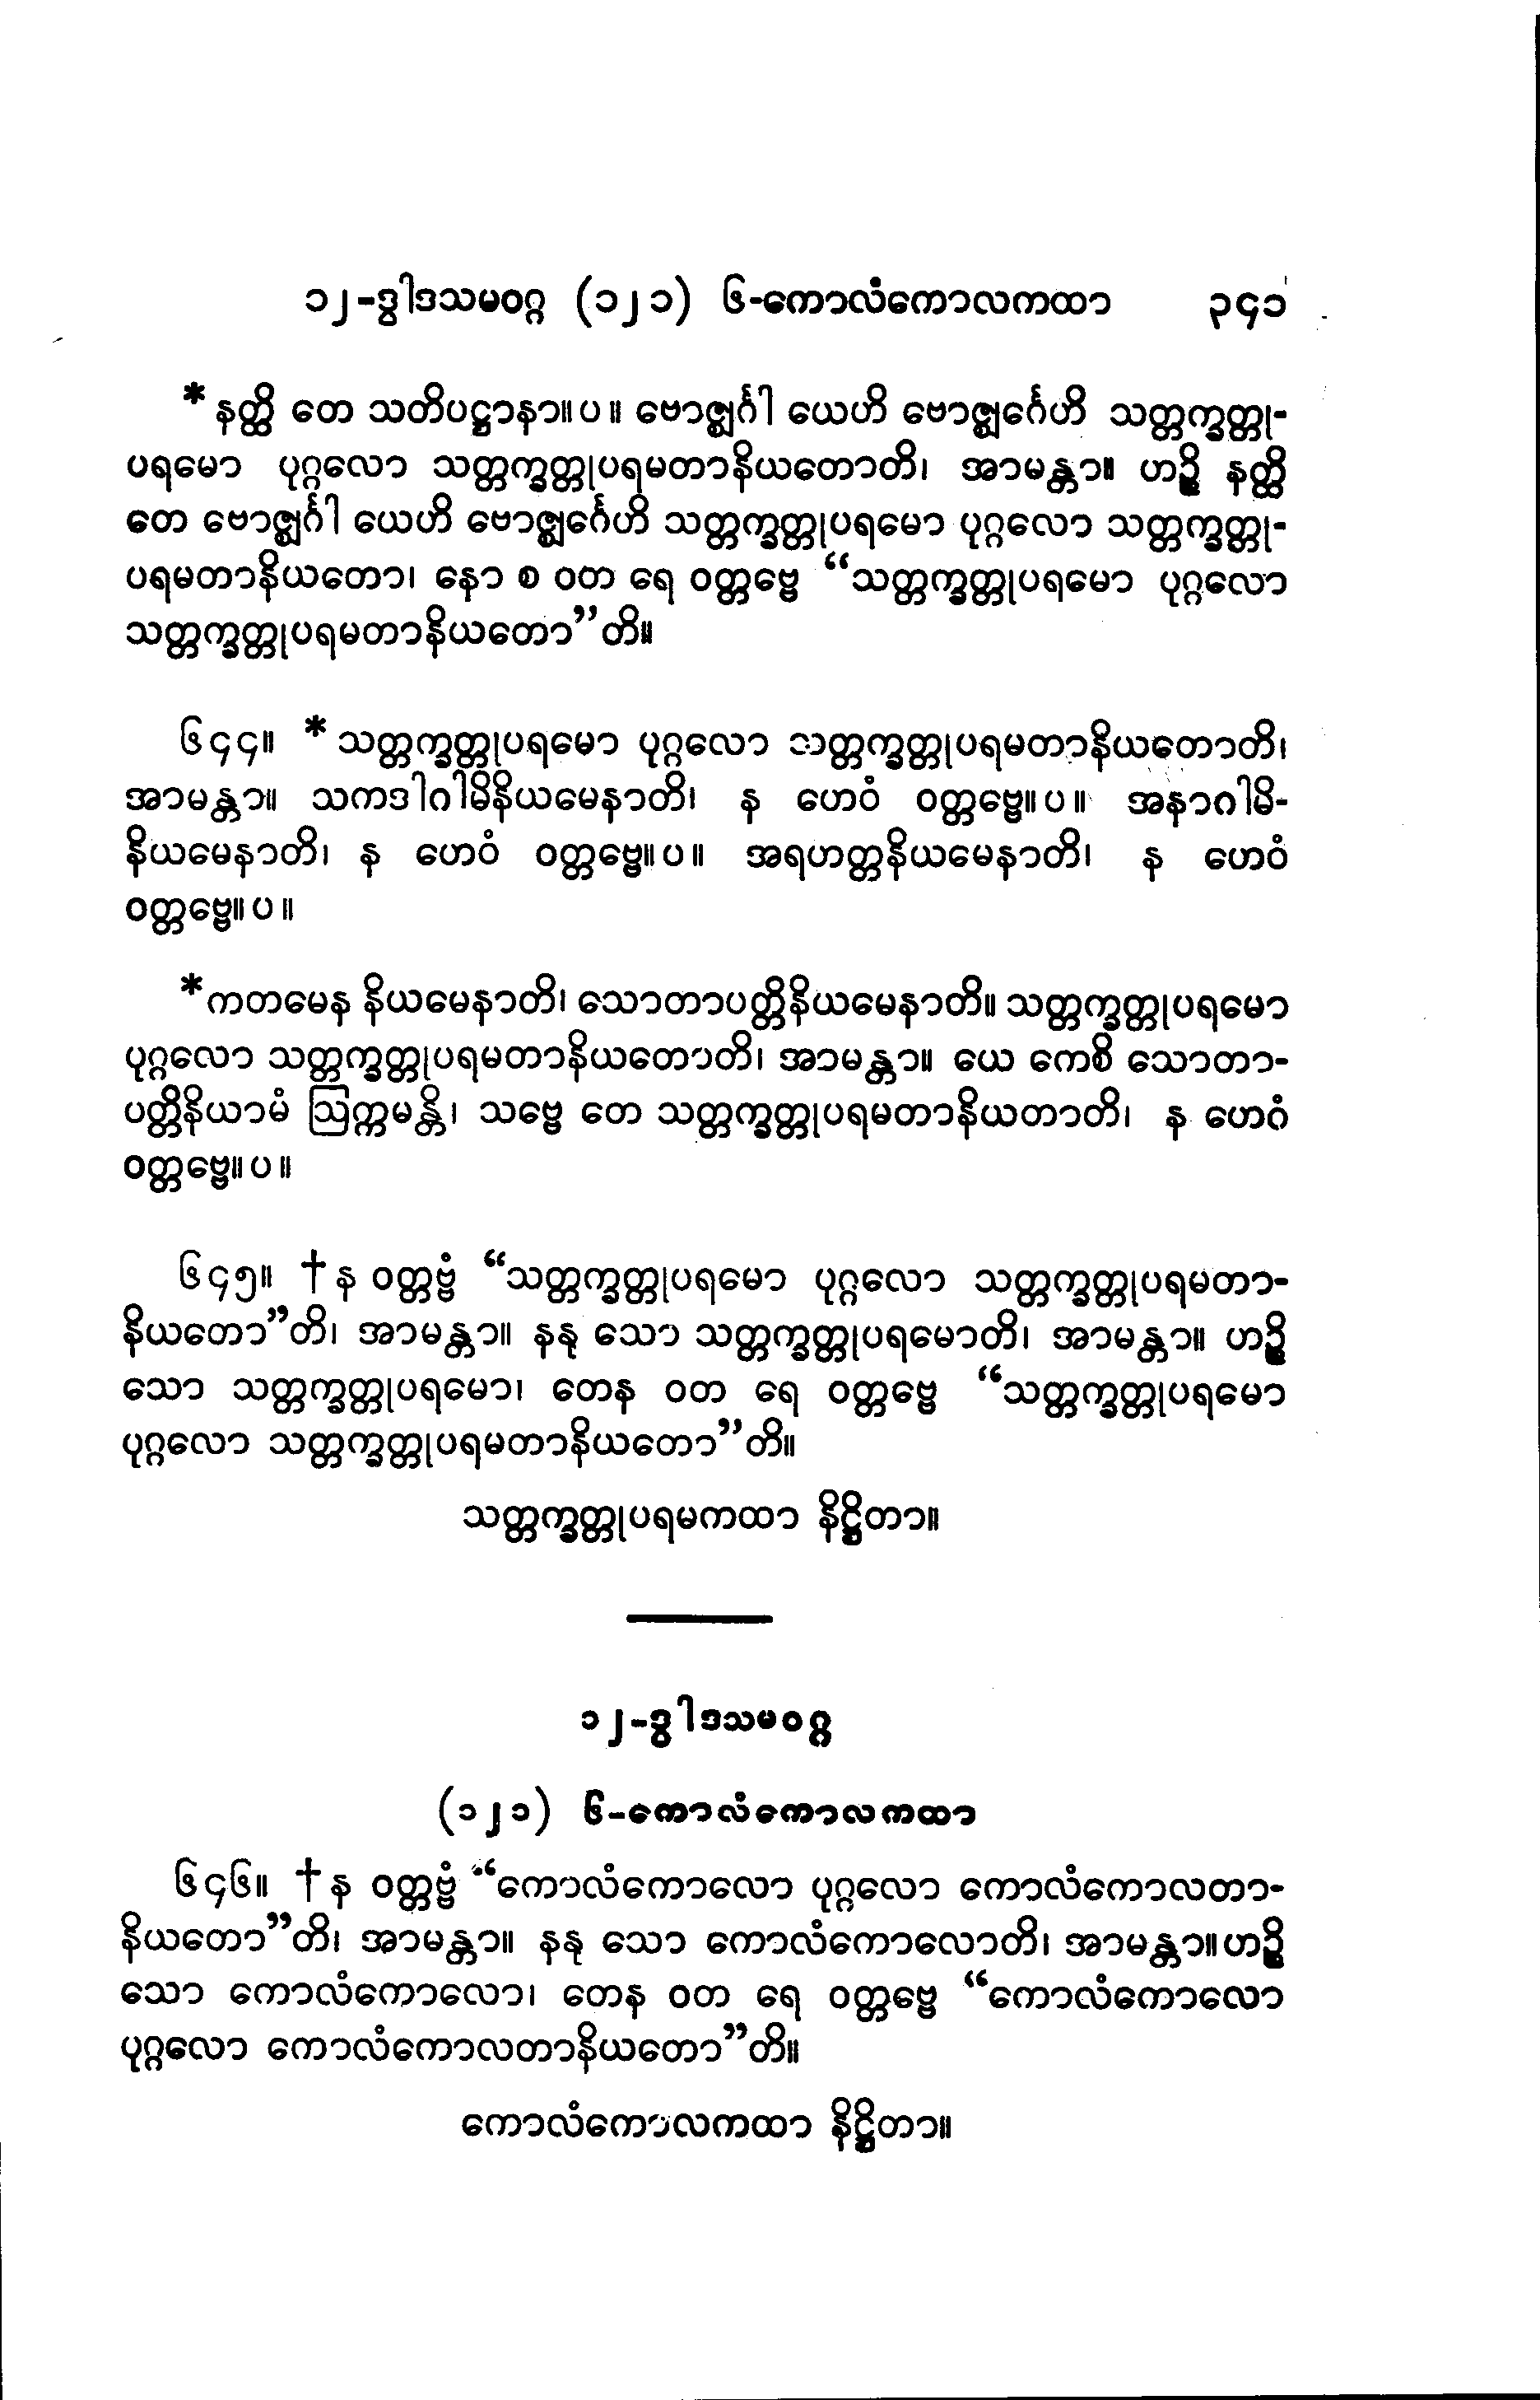 ၁၂-ဒွါဒသမဝဂ္ဂ (၁၂၁) ၆-ကောလံကောလကထာ ၃၄၁
*နတ္ထိ တေ သတိပဋ္ဌာနာ။ပ။ ဗောဇ္ဈင်္ဂါ ယေဟိ ဗောဇ္ဈင်္ဂေဟိ သတ္တက္ခတ္တု-
ပရမော ပုဂ္ဂလော သတ္တက္ခတ္တုပရမတာနိယတောတိ၊ အာမန္တာ။ ဟဉ္စိ နတ္ထိ
တေ ဗောဇ္ဈင်္ဂါ ယေဟိ ဗောဇ္ဈင်္ဂေဟိ သတ္တက္ခတ္တုပရမော ပုဂ္ဂလော သတ္တက္ခတ္တု-
ပရမတာနိယတော၊ နော စ ဝတ ရေ ဝတ္တဗ္ဗေ “သတ္တက္ခတ္တုပရမော ပုဂ္ဂလော
သတ္တက္ခတ္တုပရမတာနိယတော”တိ။
၆၄၄။ *သတ္တက္ခတ္တုပရမော ပုဂ္ဂလော သတ္တက္ခတ္တုပရမတာနိယတောတိ၊
အာမန္တာ။ သကဒါဂါမိနိယမေနာတိ၊ န ဟေဝံ ဝတ္တဗ္ဗေ။ပ။ အနာဂါမိ-
နိယမေနာတိ၊ န ဟေဝံ ဝတ္တဗ္ဗေ။ပ။ အရဟတ္တနိယမေနာတိ၊ န ဟေဝံ
ဝတ္တဗ္ဗေ။ပ။
*ကတမေန နိယမေနာတိ၊ သောတာပတ္တိနိယမေနာတိ။ သတ္တက္ခတ္တုပရမော
ပုဂ္ဂလော သတ္တက္ခတ္တုပရမတာနိယတောတိ၊ အာမန္တာ။ ယေ ကေစိ သောတာ-
ပတ္တိနိယာမံ ဩက္ကမန္တိ၊ သဗ္ဗေ တေ သတ္တက္ခတ္တုပရမတာနိယတာတိ၊ န ဟေဝံ
ဝတ္တဗ္ဗေ။ပ။
၆၄၅။ †န ဝတ္တဗ္ဗံ “သတ္တက္ခတ္တုပရမော ပုဂ္ဂလော သတ္တက္ခတ္တုပရမတာ-
နိယတော”တိ၊ အာမန္တာ။ နနု သော သတ္တက္ခတ္တုပရမောတိ၊ အာမန္တာ။ ဟဉ္စိ
သော သတ္တက္ခတ္တုပရမော၊ တေန ဝတ ရေ ဝတ္တဗ္ဗေ “သတ္တက္ခတ္တုပရမော
ပုဂ္ဂလော သတ္တက္ခတ္တုပရမတာနိယတော”တိ။
သတ္တက္ခတ္တုပရမကထာ နိဋ္ဌိတာ။
၁၂-ဒွါဒသမဝဂ္ဂ
(၁၂၁) ၆-ကောလံကောလကထာ
၆၄၆။ †န ဝတ္တဗ္ဗံ “ကောလံကောလော ပုဂ္ဂလော ကောလံကောလတာ-
နိယတော”တိ၊ အာမန္တာ။ နနု သော ကောလံကောလောတိ၊ အာမန္တာ။ဟဉ္စိ
သော ကောလံကောလော၊ တေန ဝတ ရေ ဝတ္တဗ္ဗေ “ကောလံကောလော
ပုဂ္ဂလော ကောလံကောလတာနိယတော”တိ။
ကောလံကောလကထာ နိဋ္ဌိတာ။